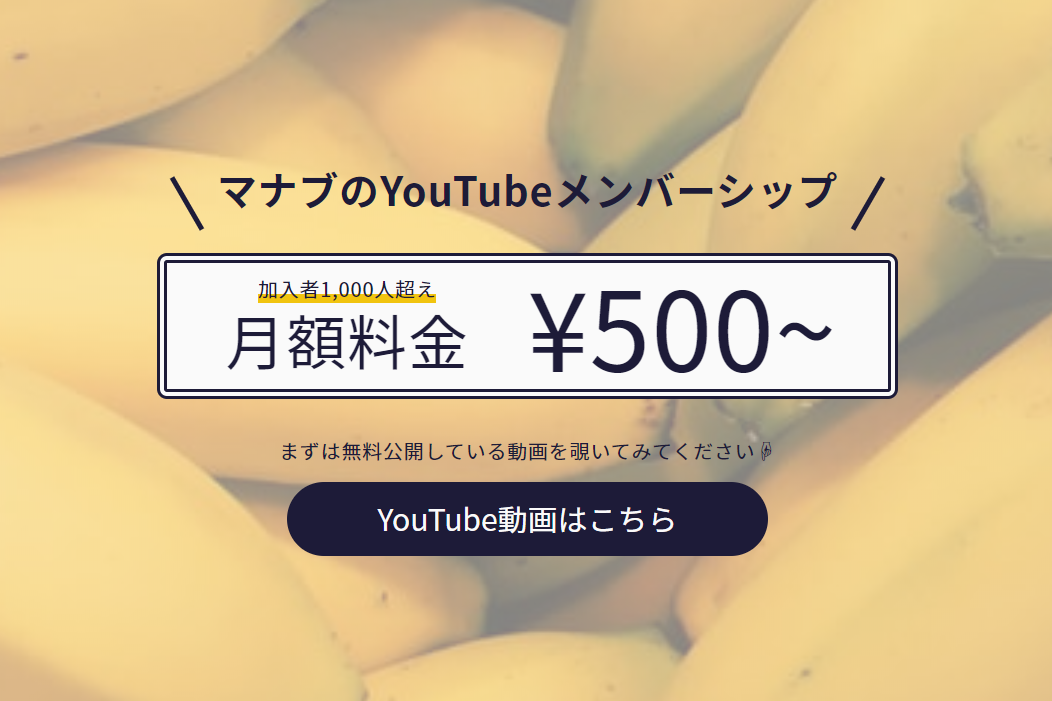 マナブのYouTubeメンバーシップ
加入者1,000人超え
月額料金
¥500~
まずは無料公開している動画を覗いてみてください☟
YouTube動画はこちら